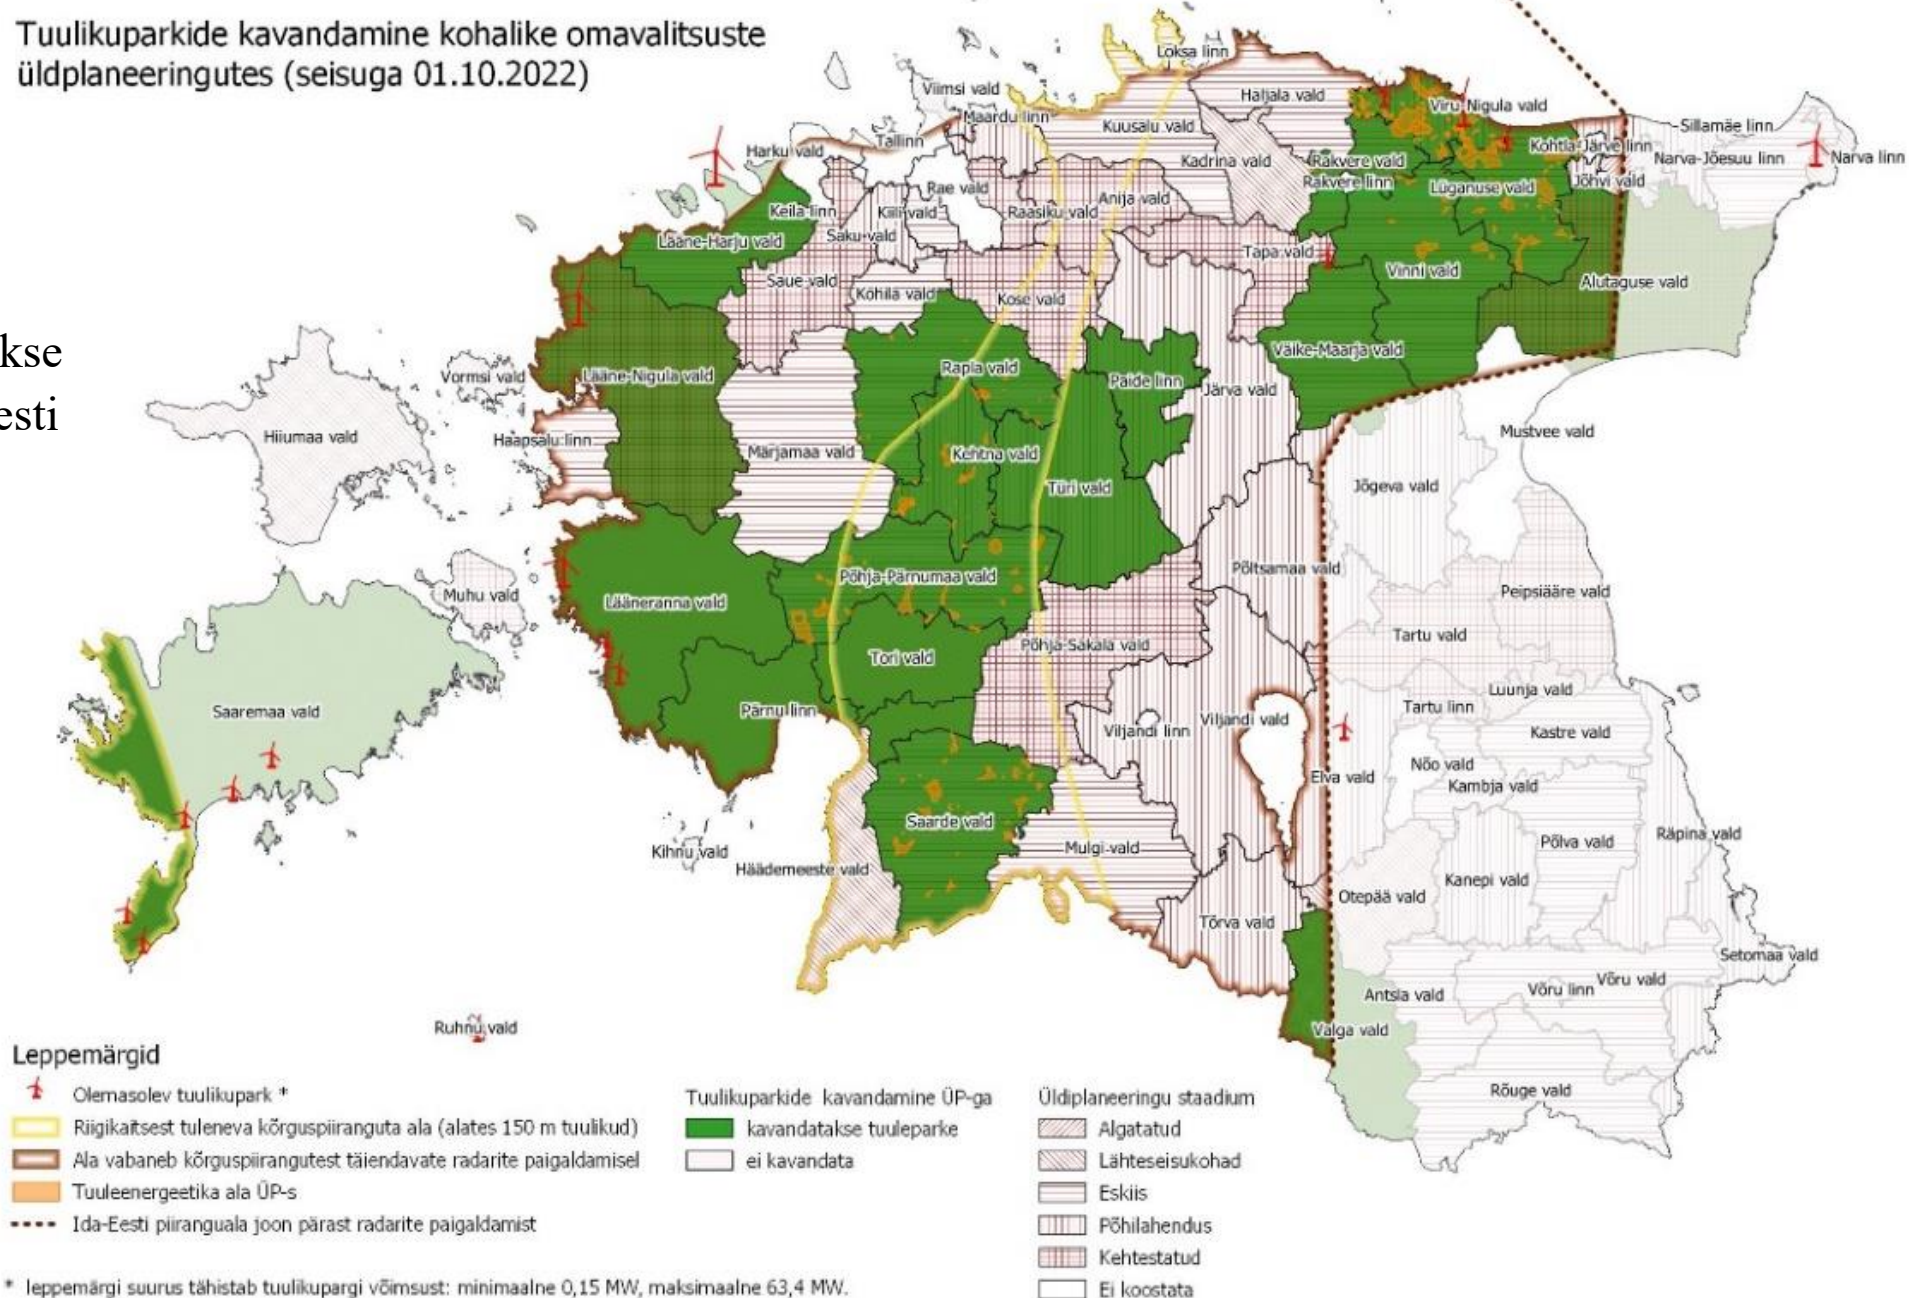 Tuulikuparkide kavandamine kohalike omavalitsuste
üldplaneeringutes (seisuga 01.10.2022)
kse
esti
Loksa linn
Viimsi vald
Haljala vald
Viru-Nigula vald
Maardu linn
Kuusalu vald
Sillamäe linn
Tallinn
Harku vald
Kadrina vald
Rakvere vald
Kohtla-Järve linn
Narva-Jõesuu linn
Narva linn
Rae vald
Rakvere linn
Lüganuse vald
Jõhvi vald
Keila linn
Kiili vald
Raasiku vald
Anija vald
Lääne-Harju vald
Saku vald
Tapa vald
Vinni vald
Saue vald
Kohila vald
Kose vald
Alutaguse vald
Väike-Maarja vald
Vormsi vald
Lääne-Nigula vald
Rapla vald
Paide linn
Järva vald
Hiiumaa vald
Haapsalu linn
Märjamaa vald
Kehtna vald
Mustvee vald
Türi vald
Jõgeva vald
Põhja-Pärnumaa vald
Põltsamaa vald
Muhu vald
Lääneranna vald
Peipsiääre vald
Tori vald
Põhja-Sakala vald
Tartu vald
Saaremaa vald
Pärnu linn
Viljandi linn
Viljandi vald
Luunja vald
Tartu linn
Kastre vald
Elva vald
Nõo vald
Kambja vald
Saarde vald
Kihnu vald
Mulgi vald
Põlva vald
Räpina vald
Häädemeeste vald
Otepää vald
Kanepi vald
Tõrva vald
Setomaa vald
Antsla vald
Võru linn
Võru vald
Ruhnu vald
Valga vald
Rõuge vald
Leppemärgid
Olemasolev tuulikupark *
Riigikaitsest tuleneva kõrguspiiranguta ala (alates 150 m tuulikud)
Ala vabaneb kõrguspiirangutest täiendavate radarite paigaldamisel
Tuuleenergeetika ala ÜP-s
Ida-Eesti piiranguala joon pärast radarite paigaldamist
Tuulikuparkide kavandamine ÜP-ga
kavandatakse tuuleparke
ei kavandata
Üldiplaneeringu staadium
Algatatud
Lähteseisukohad
Eskiis
Põhilahendus
Kehtestatud
Ei koostata
* leppemärgi suurus tähistab tuulikupargi võimsust: minimaalne 0,15 MW, maksimaalne 63,4 MW.